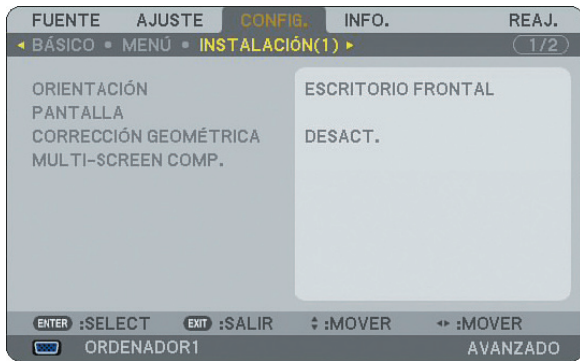 FUENTE AJUSTE CONFIG. INFO. REAJ.
BÁSICO • MENÚ • INSTALACIÓN(1) 1/2
ORIENTACIÓN ESCRITORIO FRONTAL
PANTALLA
CORRECCIÓN GEOMÉTRICA DESACT.
MULTI-SCREEN COMP.
ENTER :SELECT EXIT :SALIR :MOVER :MOVER
ORDENADOR1 AVANZADO